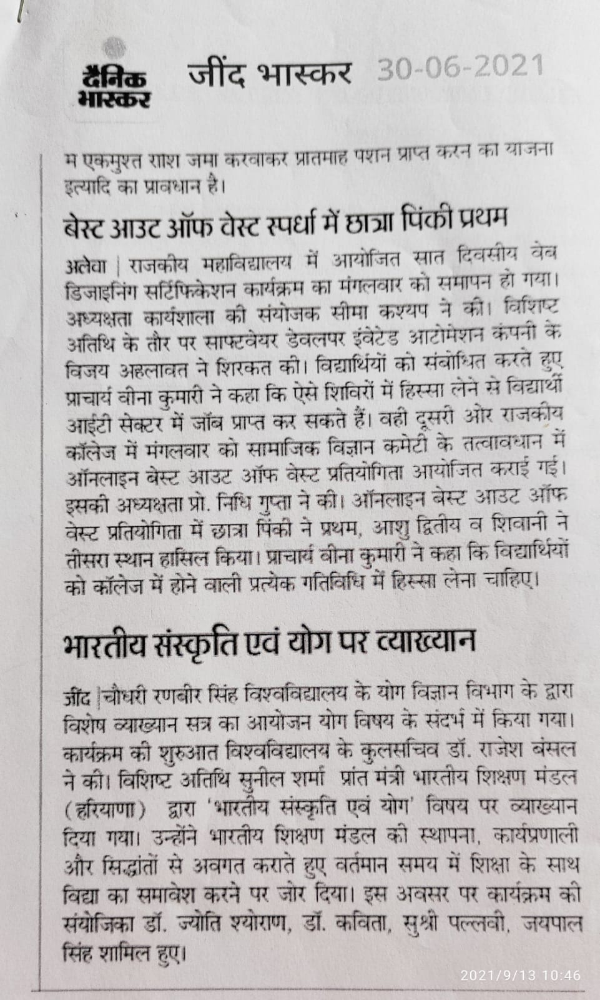 दैनिक
भास्कर
जींद भास्कर 30-06-2021
म एकमुश्त राशि जमा करवाकर प्रातमाह पेशन प्राप्त करन का याजना
इत्यादि का प्रावधान है।
बेस्ट आउट ऑफ वेस्ट स्पर्धा में छात्रा पिंकी प्रथम
अलेवा | राजकीय महाविद्यालय में आयोजित सात दिवसीय वेब
डिजाइनिंग सर्टिफिकेशन कार्यक्रम का मंगलवार को समापन हो गया।
अध्यक्षता कार्यशाला की संयोजक सीमा कश्यप ने की। विशिष्ट
अतिथि के तौर पर साफ्टवेयर डेवलपर इंवेटेड आटोमेशन कंपनी के
विजय अहलावत ने शिरकत की। विद्यार्थियों को संबोधित करते हुए
प्राचार्य वीना कुमारी ने कहा कि ऐसे शिविरों में हिस्सा लेने से विद्यार्थी
आईटी सेक्टर में जॉब प्राप्त कर सकते हैं। वही दूसरी ओर राजकीय
कॉलेज में मंगलवार को सामाजिक विज्ञान कमेटी के तत्वावधान में
ऑनलाइन बेस्ट आउट ऑफ वेस्ट प्रतियोगिता आयोजित कराई गई।
इसकी अध्यक्षता प्रो. निधि गुप्ता ने की। ऑनलाइन बेस्ट आउट ऑफ
वेस्ट प्रतियोगिता में छात्रा पिंकी ने प्रथम, आशु द्वितीय व शिवानी ने
तीसरा स्थान हासिल किया। प्राचार्य वीना कुमारी ने कहा कि विद्यार्थियों
को कॉलेज में होने वाली प्रत्येक गतिविधि में हिस्सा लेना चाहिए।
भारतीय संस्कृति एवं योग पर व्याख्यान
जींद |चौधरी रणबीर सिंह विश्वविद्यालय के योग विज्ञान विभाग के द्वारा
विशेष व्याख्यान सत्र का आयोजन योग विषय के संदर्भ में किया गया।
कार्यक्रम की शुरुआत विश्वविद्यालय के कुलसचिव डॉ. राजेश बंसल
ने की। विशिष्ट अतिथि सुनील शर्मा प्रांत मंत्री भारतीय शिक्षण मंडल
(हरियाणा) द्वारा 'भारतीय संस्कृति एवं योग' विषय पर व्याख्यान
दिया गया। उन्होंने भारतीय शिक्षण मंडल की स्थापना, कार्यप्रणाली
और सिद्धांतों से अवगत कराते हुए वर्तमान समय में शिक्षा के साथ
विद्या का समावेश करने पर जोर दिया। इस अवसर पर कार्यक्रम की
संयोजिका डॉ. ज्योति श्योराण, डॉ. कविता, सुश्री पल्लवी, जयपाल
सिंह शामिल हुए।
2021/9/13 10:46